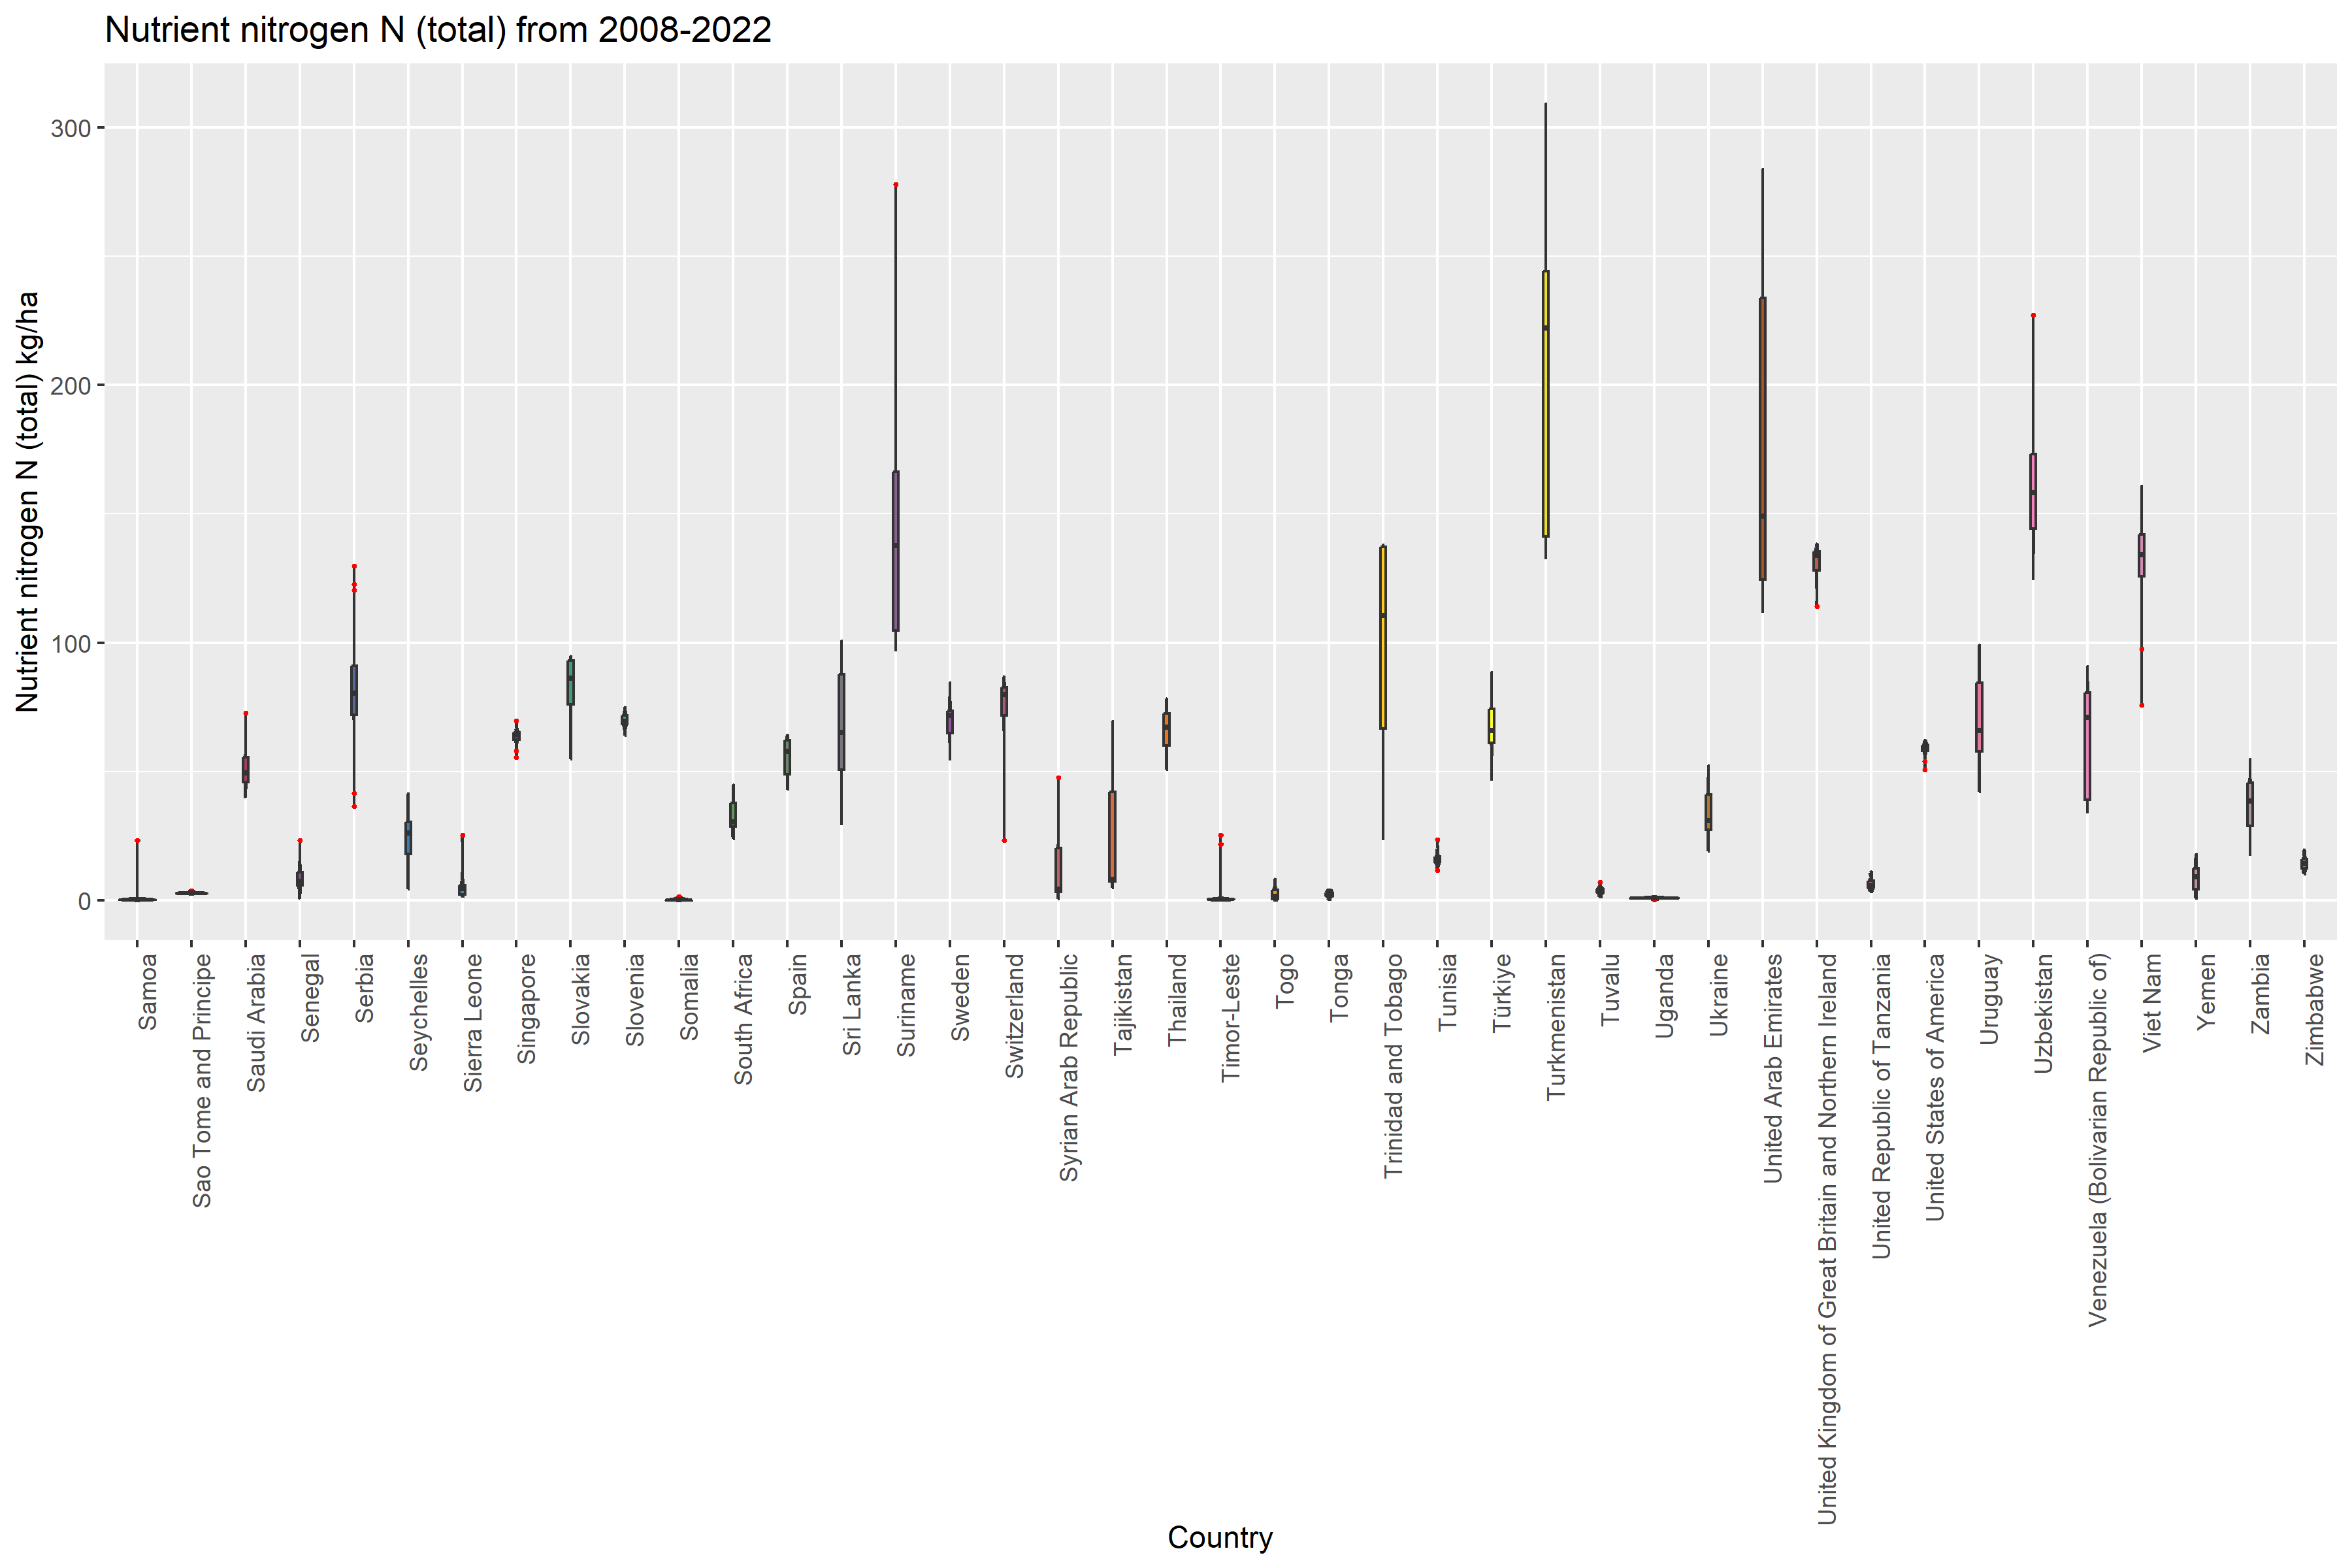 Nutrient nitrogen N (total) from 2008-2022
Nutrient nitrogen N (total) kg/ha
300
200
100
0
Samoa
Sao Tome and Principe
Saudi Arabia
Senegal
Serbia
Seychelles
Sierra Leone
Singapore
Slovakia
Slovenia
Somalia
South Africa
Spain
Sri Lanka
Suriname
Sweden
Switzerland
Syrian Arab Republic
Tajikistan
Thailand
Timor-Leste
Togo
Tonga
Trinidad and Tobago
Tunisia
Türkiye
Turkmenistan
Tuvalu
Uganda
Ukraine
United Arab Emirates
United Kingdom of Great Britain and Northern Ireland
United Republic of Tanzania
United States of America
Uruguay
Uzbekistan
Venezuela (Bolivarian Republic of)
Viet Nam
Yemen
Zambia
Zimbabwe
Country